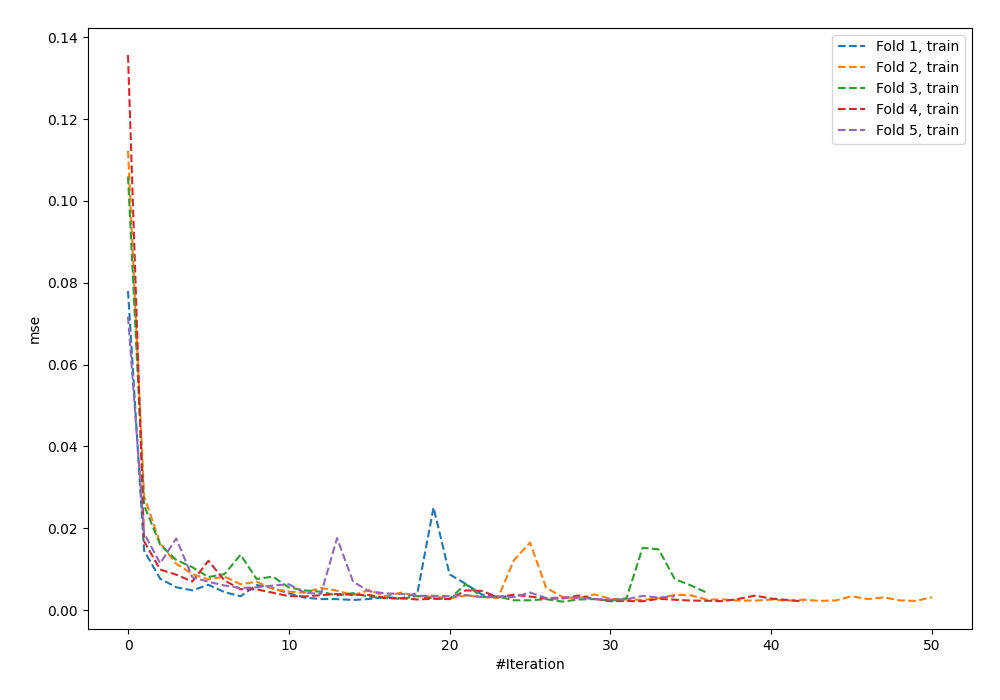 0.14
0.12
0.10
0.08
0.06
0.04
0.02
0.00
mse
0 10 20 30 40 50
#Iteration
Fold 1, train
Fold 2, train
Fold 3, train
Fold 4, train
Fold 5, train